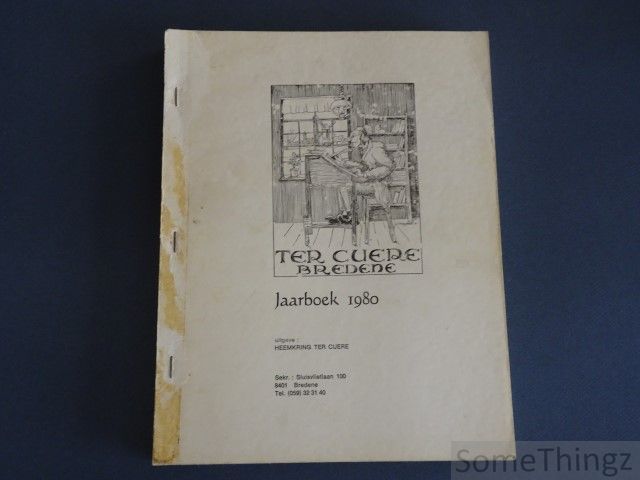 TER CUERE
BREDENE
Jaarboek 1980
uitgave :
HEEMKRING TER CUERE
Sekr. : Sluisvlietlaan 100
8401 Bredene
Tel. (059) 32 31 40
SomeThingz